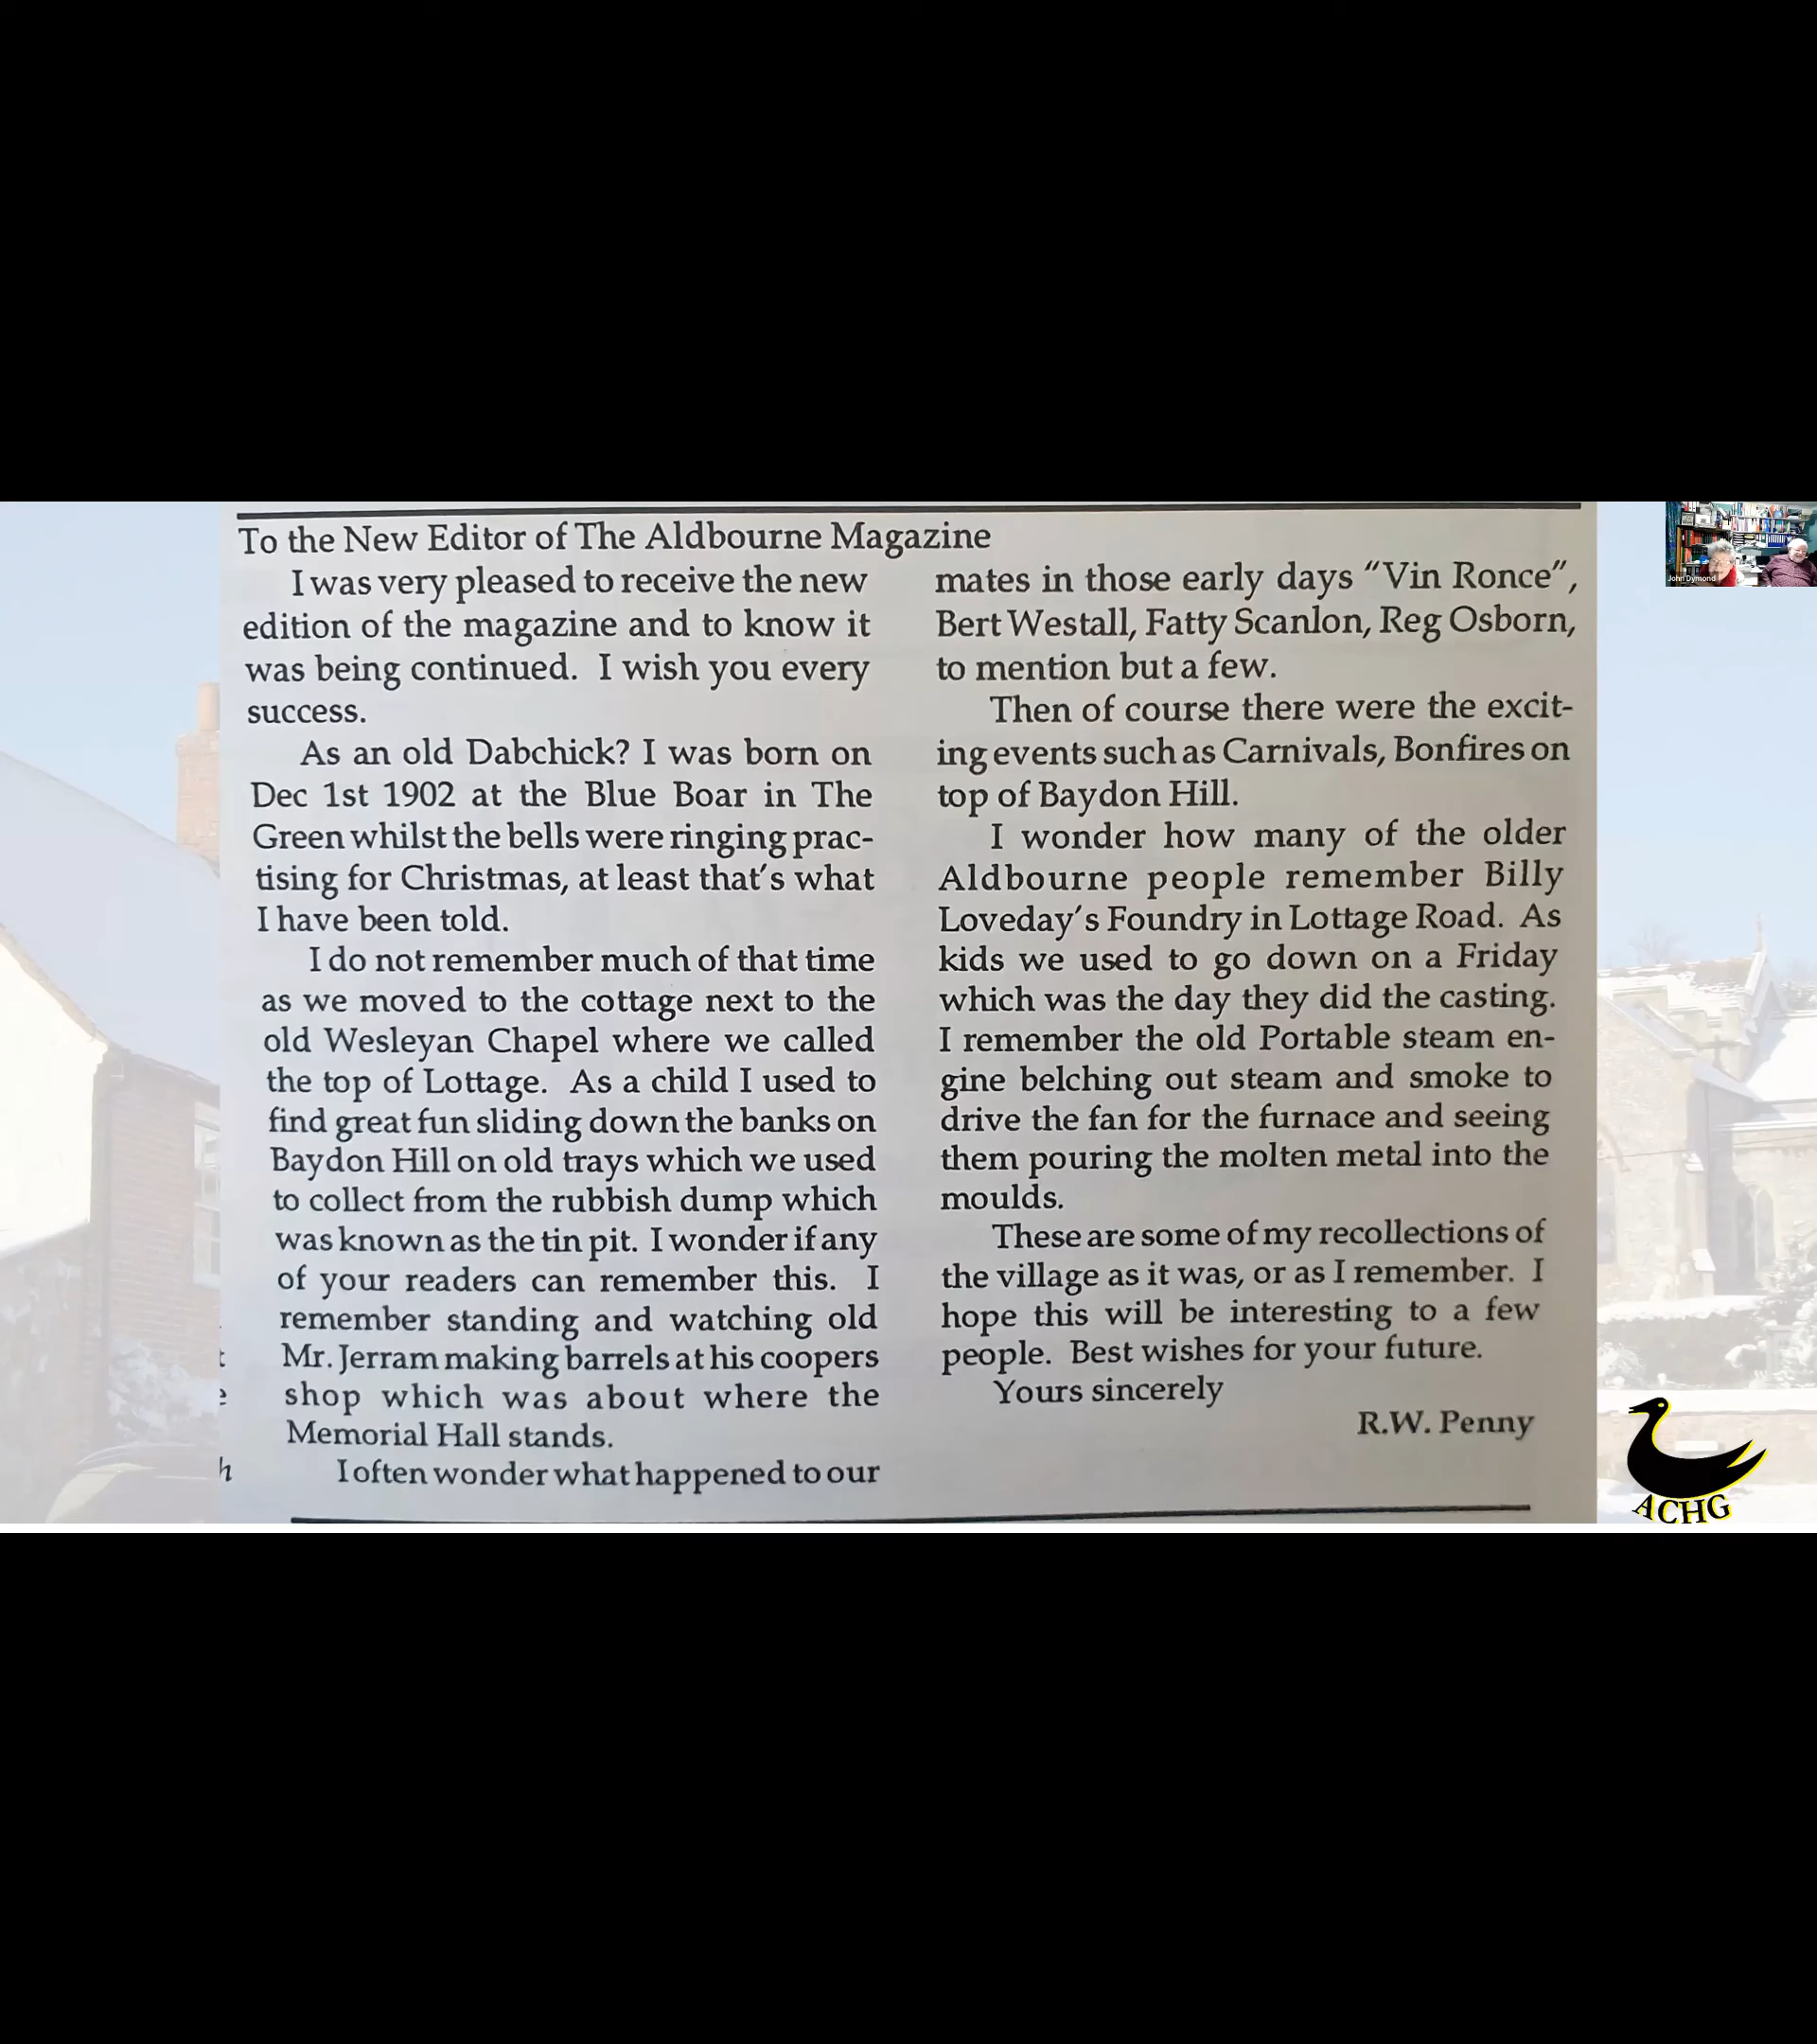 To the New Editor of The Aldbourne Magazine
I was very pleased to receive the new
edition of the magazine and to know it
was being continued. I wish you every
success.
As an old Dabchick? I was born on
Dec 1st 1902 at the Blue Boar in The
Green whilst the bells were ringing prac-
tising for Christmas, at least that's what
I have been told.
I do not remember much of that time
as we moved to the cottage next to the
old Wesleyan Chapel where we called
the top of Lottage. As a child I used to
find great fun sliding down the banks on
Baydon Hill on old trays which we used
to collect from the rubbish dump which
was known as the tin pit. I wonder if any
of your readers can remember this. I
remember standing and watching old
Mr. Jerram making barrels at his coopers
shop which was about where the
Memorial Hall stands.
I often wonder what happened to our
mates in those early days "Vin Ronce",
Bert Westall, Fatty Scanlon, Reg Osborn,
to mention but a few.
Then of course there were the excit-
ing events such as Carnivals, Bonfires on
top of Baydon Hill.
I wonder how many of the older
Aldbourne people remember Billy
Loveday's Foundry in Lottage Road. As
kids we used to go down on a Friday
which was the day they did the casting.
I remember the old Portable steam en-
gine belching out steam and smoke to
drive the fan for the furnace and seeing
them pouring the molten metal into the
moulds.
These are some of my recollections of
the village as it was, or as I remember. I
hope this will be interesting to a few
people. Best wishes for your future.
Yours sincerely
R.W. Penny
John Dymond
ACHG